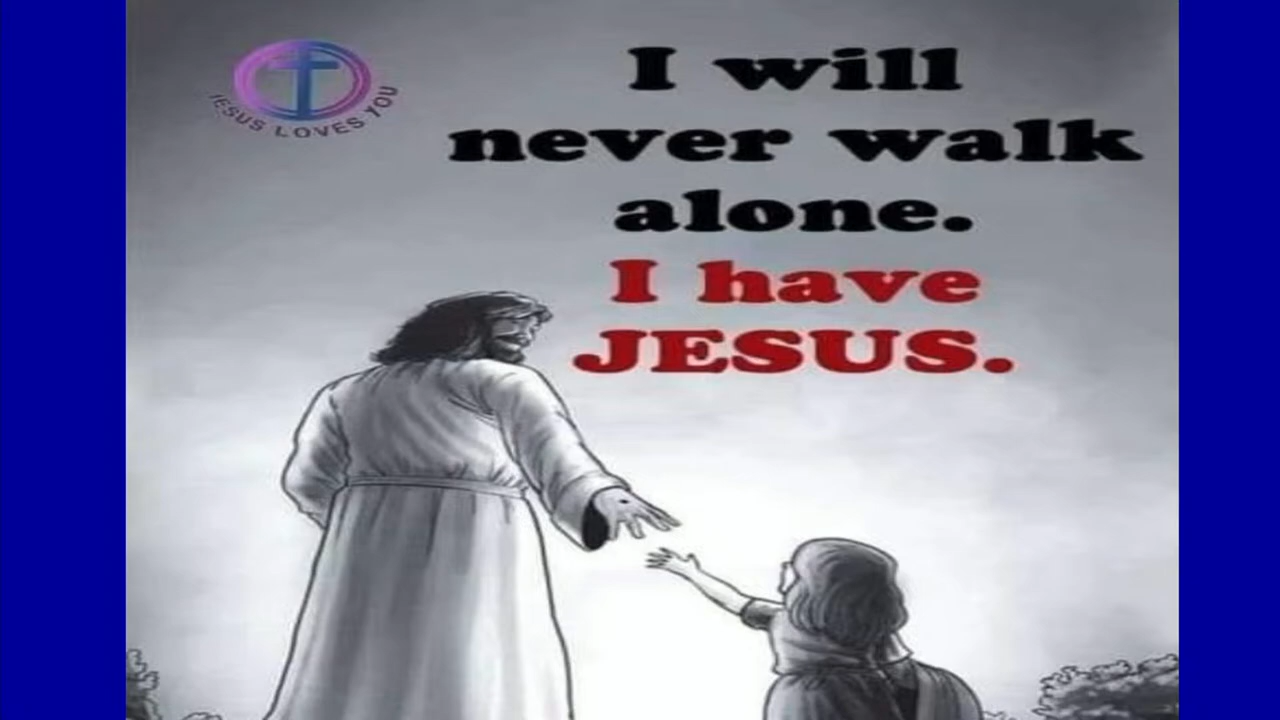 JESUS LOVES YOU
I will
never walk
alone.
I have
JESUS.